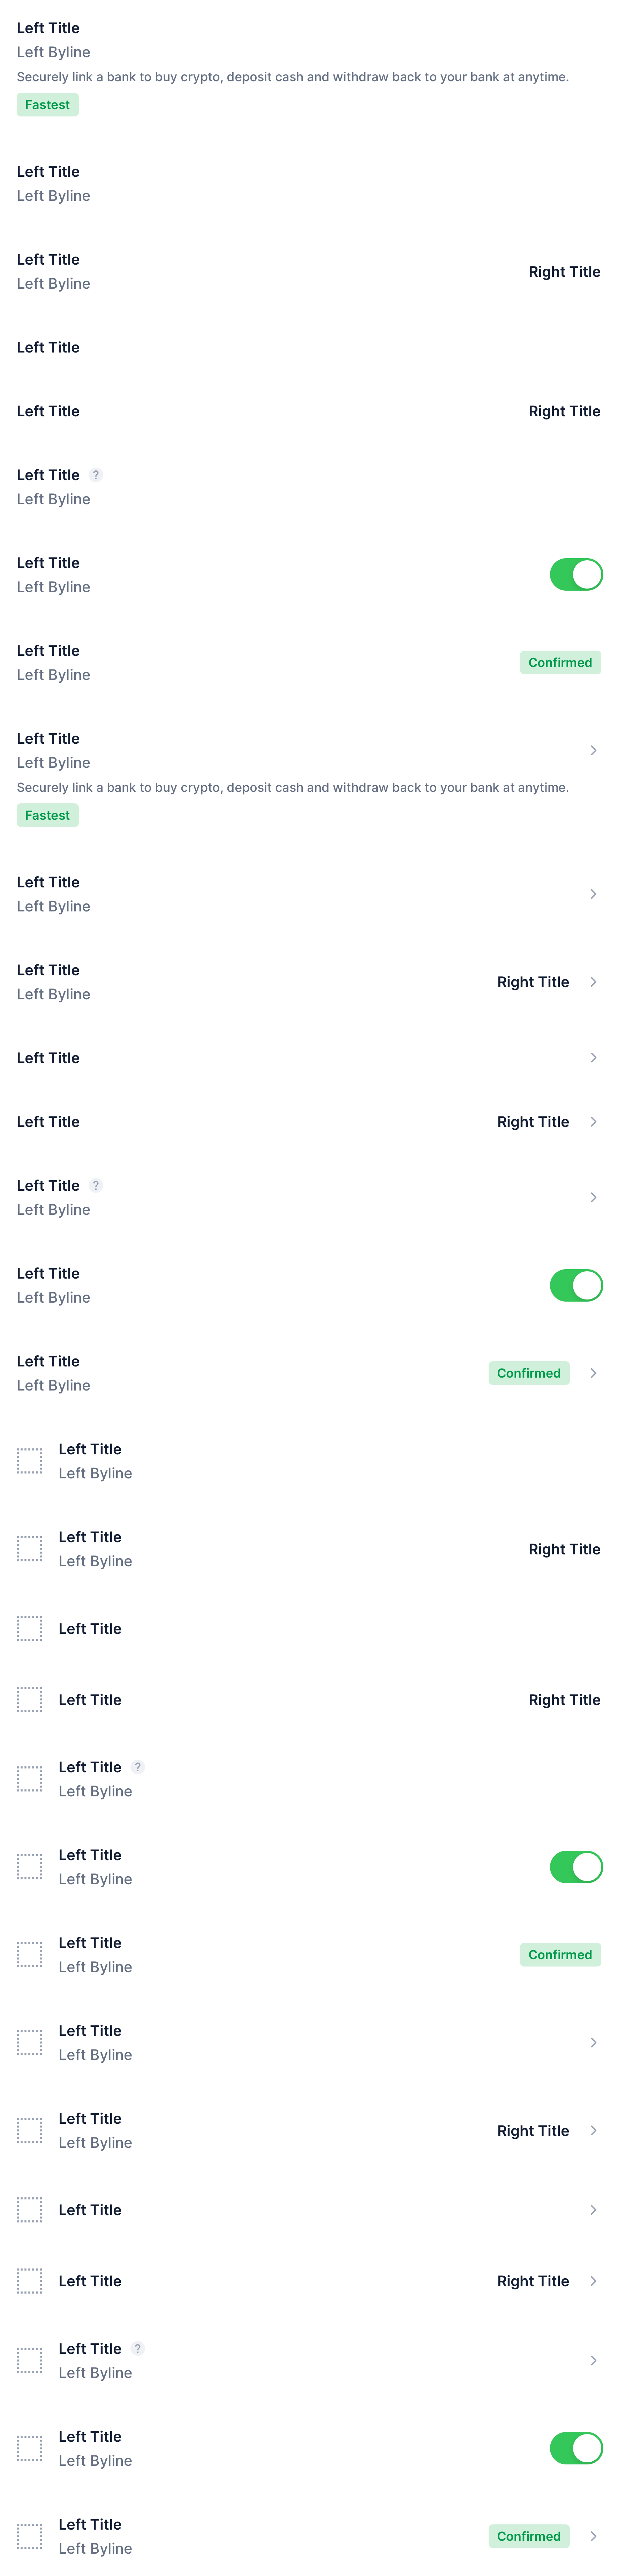 Left Title
Left Byline
Securely link a bank to buy crypto, deposit cash and withdraw back to your bank at anytime.
Fastest
Left Title
Left Byline
Left Title
Left Byline
Right Title
Left Title
Left Title
Right Title
Left Title ?
Left Byline
Left Title
Left Byline
Left Title
Left Byline
Confirmed
Left Title
Left Byline
Securely link a bank to buy crypto, deposit cash and withdraw back to your bank at anytime.
Fastest
Left Title
Left Byline
Left Title
Left Byline
Right Title
Left Title
Left Title
Right Title
Left Title ?
Left Byline
Left Title
Left Byline
Left Title
Left Byline
Confirmed
Left Title
Left Byline
Left Title
Left Byline
Right Title
Left Title
Left Title
Right Title
Left Title ?
Left Byline
Left Title
Left Byline
Left Title
Left Byline
Confirmed
Left Title
Left Byline
Left Title
Left Byline
Right Title
Left Title
Left Title
Right Title
Left Title ?
Left Byline
Left Title
Left Byline
Left Title
Left Byline
Confirmed